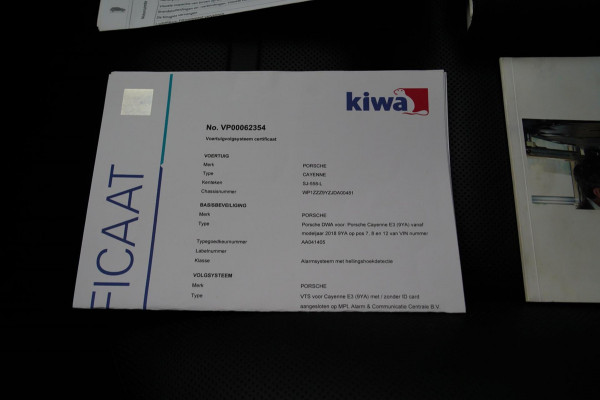 kiwa
No. VP00062354
Voertuigvolgsysteem certificaat
FICAAT
VOERTUIG
Merk PORSCHE
Type CAYENNE
Kenteken
Chassisnummer
BASISBEVEILIGING
Merk PORSCHE
Type Porsche DWA voor: Porsche Cayenne E3 (9YA) vanaf
modeljaar 2018 9YA op pos 7, 8 en 12 van VIN nummer
Typegoedkeurnummer AA041405
Labelnummer
Klasse Alarmsysteem met hellingshoekdetectie
VOLGSYSTEEM
Merk PORSCHE
Type VTS voor Cayenne E3 (9YA) met / zonder ID card
aangesloten op MPL Alarm & Communicatie Centrale B.V.